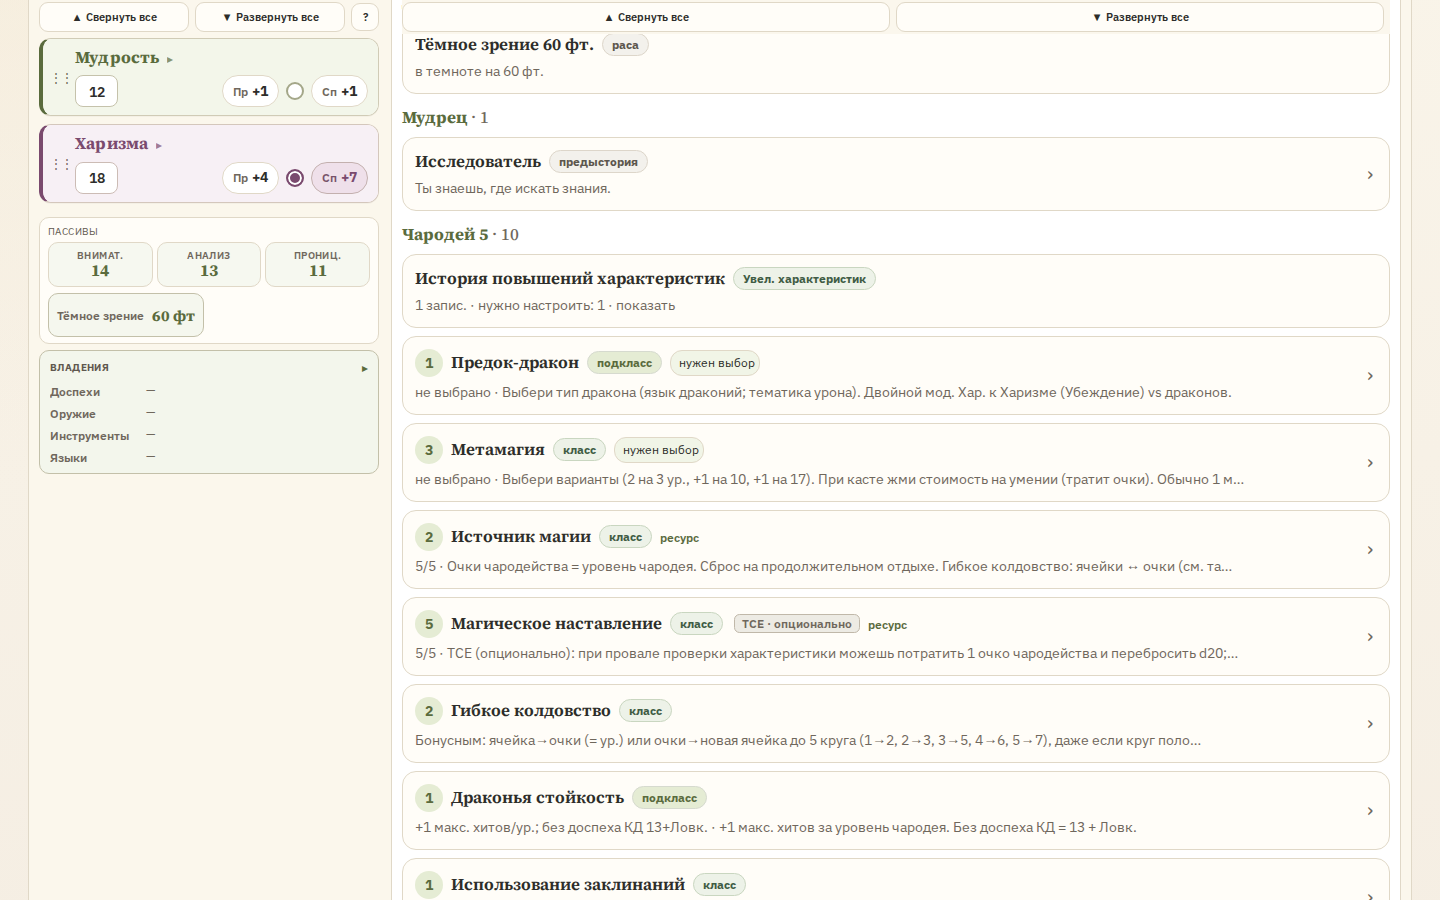 ▲ Свернуть все
▼ Развернуть все
?
Мудрость ▸
12
Пр +1
Сп +1
Харизма ▸
18
Пр +4
Сп +7
ПАССИВЫ
ВНИМАТ.
14
АНАЛИЗ
13
ПРОНИЦ.
11
Тёмное зрение 60 фт
ВЛАДЕНИЯ ▸
Доспехи —
Оружие —
Инструменты —
Языки —
▲ Свернуть все
▼ Развернуть все
Тёмное зрение 60 фт. раса
в темноте на 60 фт.
Мудрец · 1
Исследователь предыстория
Ты знаешь, где искать знания.
›
Чародей 5 · 10
История повышений характеристик Увел. характеристик
1 запис. · нужно настроить: 1 · показать
1 Предок-дракон подкласс нужен выбор
не выбрано · Выбери тип дракона (язык драконий; тематика урона). Двойной мод. Хар. к Харизме (Убеждение) vs драконов.
›
3 Метамагия класс нужен выбор
не выбрано · Выбери варианты (2 на 3 ур., +1 на 10, +1 на 17). При касте жми стоимость на умении (тратит очки). Обычно 1 м…
›
2 Источник магии класс ресурс
5/5 · Очки чародейства = уровень чародея. Сброс на продолжительном отдыхе. Гибкое колдовство: ячейки ↔ очки (см. та…
›
5 Магическое наставление класс TCE · опционально ресурс
5/5 · TCE (опционально): при провале проверки характеристики можешь потратить 1 очко чародейства и перебросить d20;…
›
2 Гибкое колдовство класс
Бонусным: ячейка→очки (= ур.) или очки→новая ячейка до 5 круга (1→2, 2→3, 3→5, 4→6, 5→7), даже если круг поло…
›
1 Драконья стойкость подкласс
+1 макс. хитов/ур.; без доспеха КД 13+Ловк. · +1 макс. хитов за уровень чародея. Без доспеха КД = 13 + Ловк.
›
1 Использование заклинаний класс
›